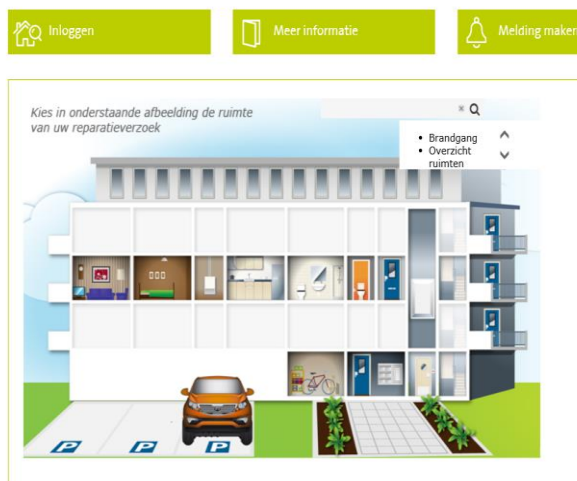 Inloggen
Meer informatie
Melding maken
Kies in onderstaande afbeelding de ruimte
van uw reparatieverzoek
Brandgang
Overzicht
ruimten
P
P
P